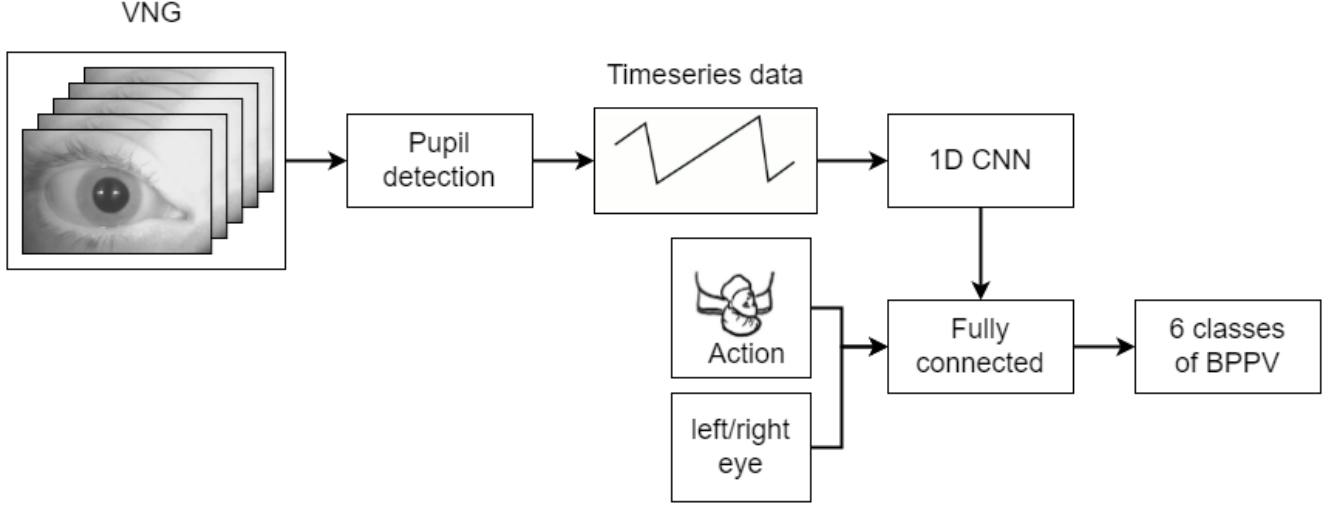 VNG
Pupil
detection
Timeseries data
1D CNN
Action
left/right
eye
Fully
connected
6 classes
of BPPV